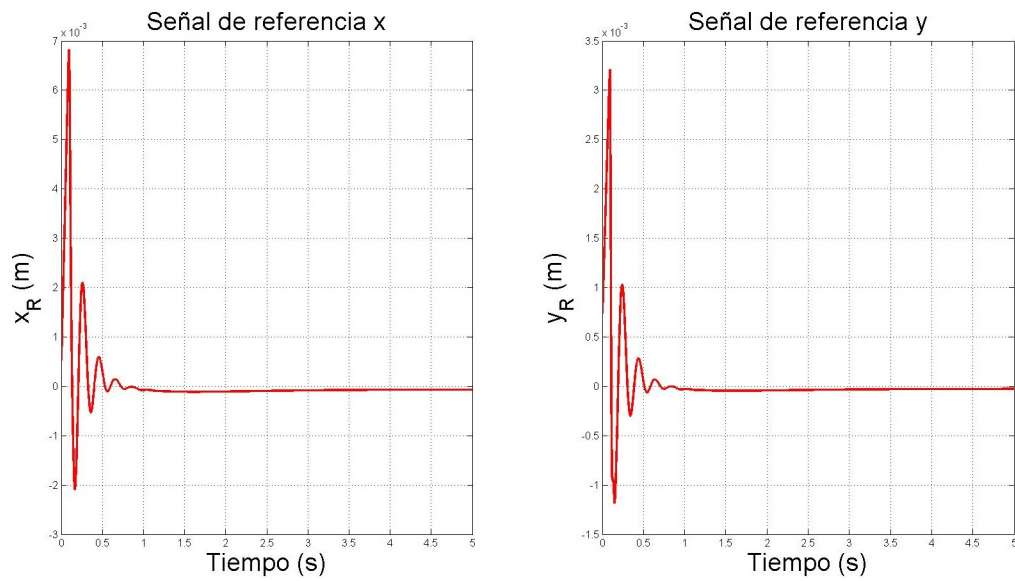 Señal de referencia x
x 10⁻³
7
6
5
4
3
2
1
0
-1
-2
-3
x_R (m)
0 0.5 1 1.5 2 2.5 3 3.5 4 4.5 5
Tiempo (s)
Señal de referencia y
x 10⁻³
3.5
3
2.5
2
1.5
1
0.5
0
-0.5
-1
-1.5
y_R (m)
0 0.5 1 1.5 2 2.5 3 3.5 4 4.5 5
Tiempo (s)